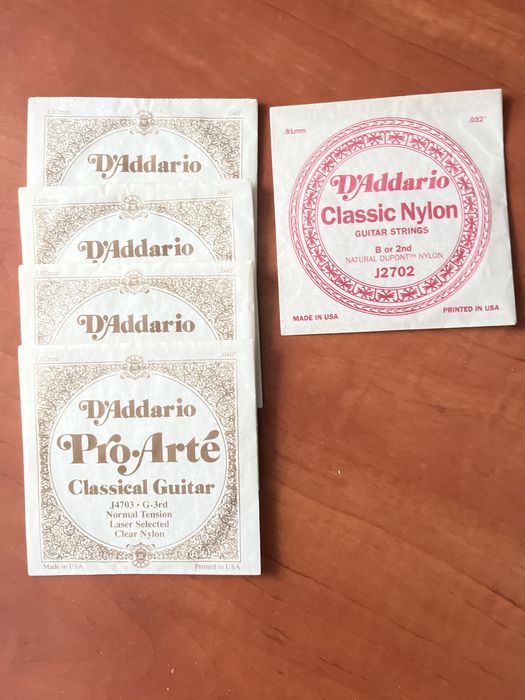 1.02mm .040"
D'Addario
1.02mm .040"
D'Addario
1.02mm .040"
D'Addario
1.02mm .040"
D'Addario
Pro•Arté
Classical Guitar
J4703 • G-3rd
Normal Tension
Laser Selected
Clear Nylon
Made in USA Printed in USA
.81mm .032"
D'Addario
Classic Nylon
GUITAR STRINGS
B or 2nd
NATURAL DUPONT™ NYLON
J2702
MADE IN USA PRINTED IN USA